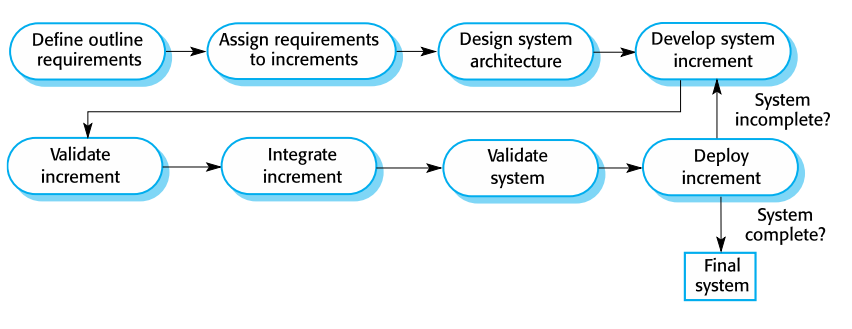 Define outline
requirements
Assign requirements
to increments
Design system
architecture
Develop system
increment
System
incomplete?
Validate
increment
Integrate
increment
Validate
system
Deploy
increment
System
complete?
Final
system